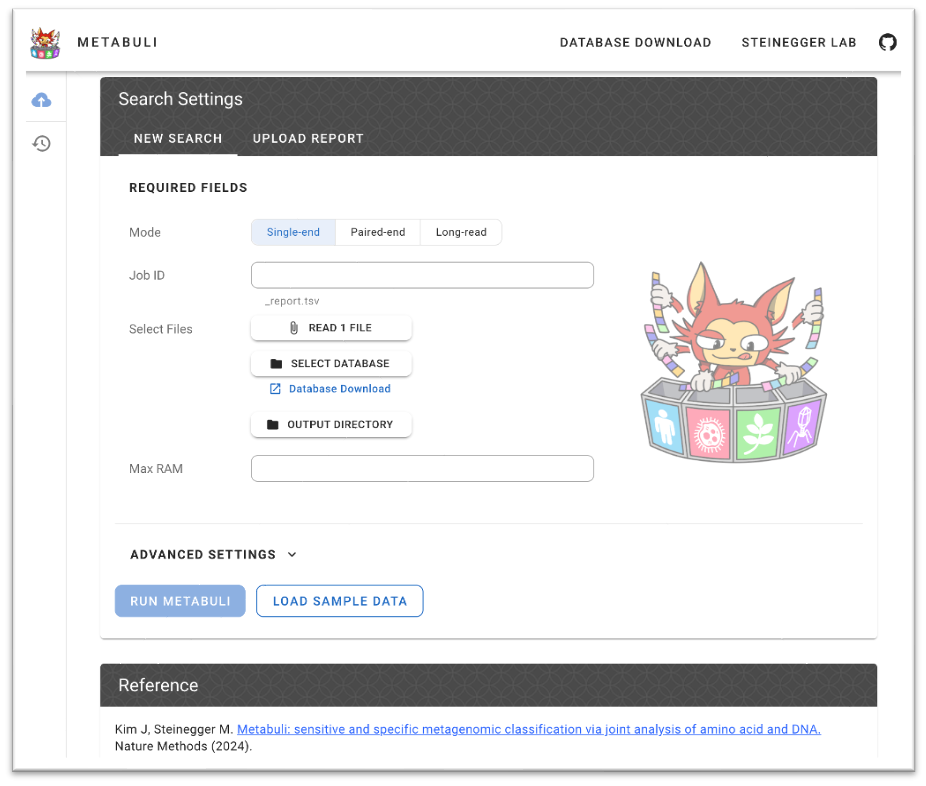 METABULI
DATABASE DOWNLOAD
STEINEGGER LAB
Search Settings
NEW SEARCH
UPLOAD REPORT
REQUIRED FIELDS
Mode
Single-end
Paired-end
Long-read
Job ID
_report.tsv
Select Files
READ 1 FILE
SELECT DATABASE
Database Download
OUTPUT DIRECTORY
Max RAM
ADVANCED SETTINGS
RUN METABULI
LOAD SAMPLE DATA
Reference
Kim J, Steinegger M. Metabuli: sensitive and specific metagenomic classification via joint analysis of amino acid and DNA.
Nature Methods (2024).